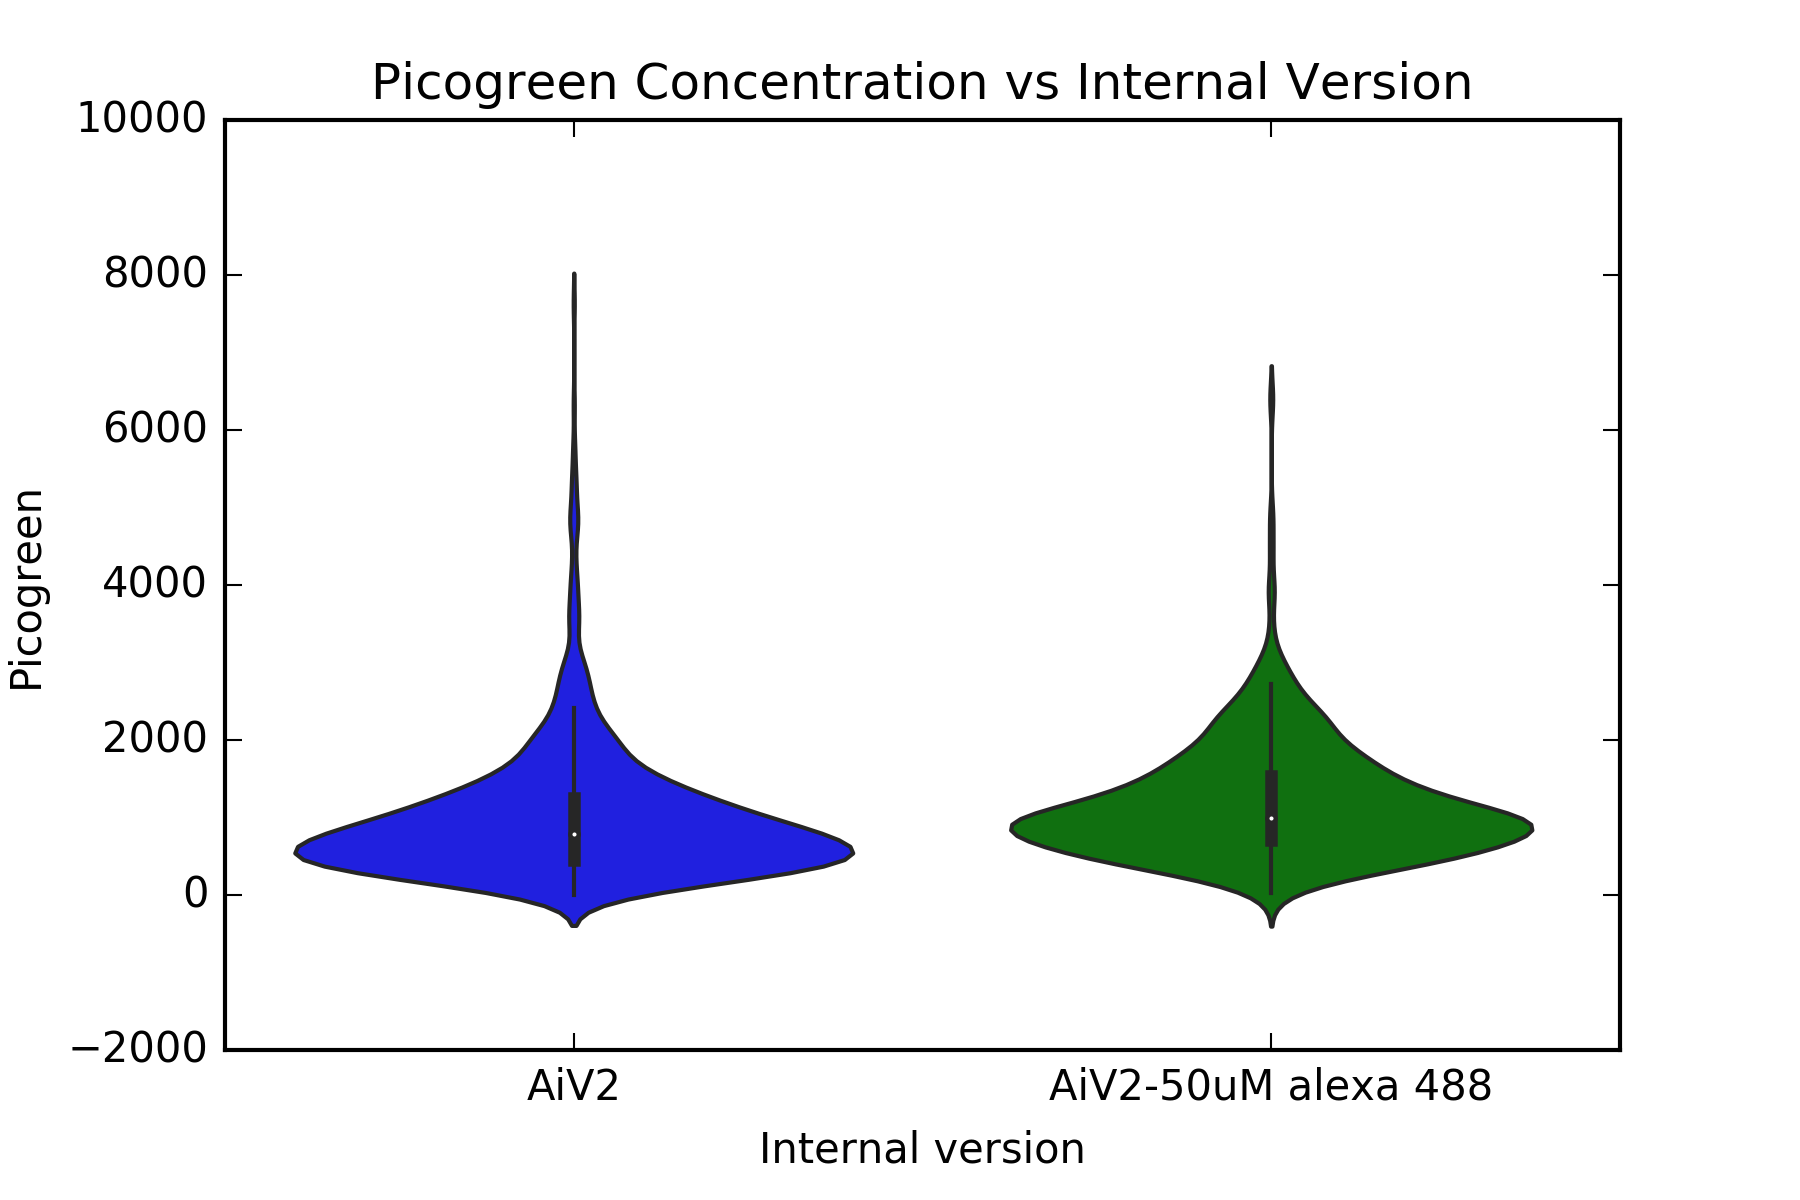 Picogreen Concentration vs Internal Version
10000
8000
6000
4000
2000
0
−2000
Picogreen
AiV2
AiV2-50uM alexa 488
Internal version